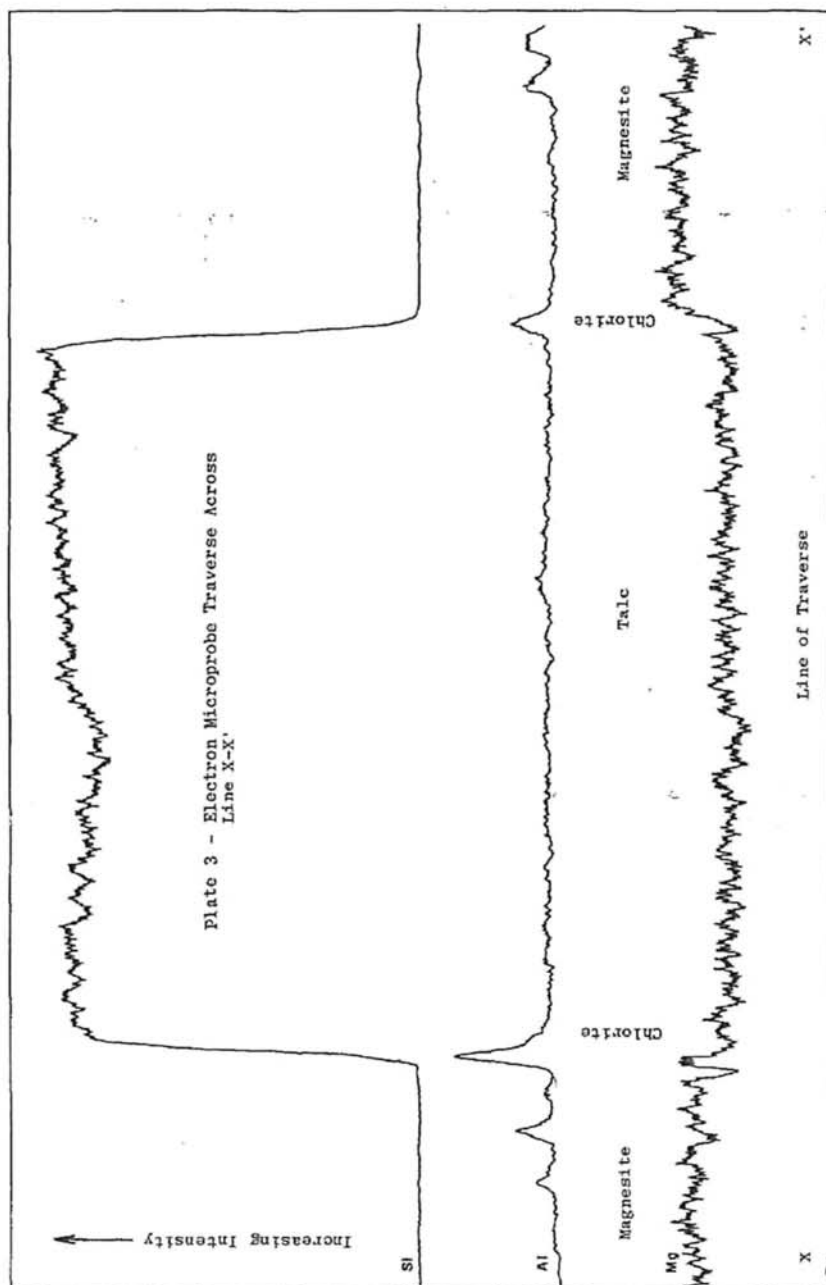 Plate 3 - Electron Microprobe Traverse Across
Line X-X'
Increasing Intensity
Si
Al
Magnesite
Chlorite
Talc
Chlorite
Magnesite
Mg
X
Line of Traverse
X'